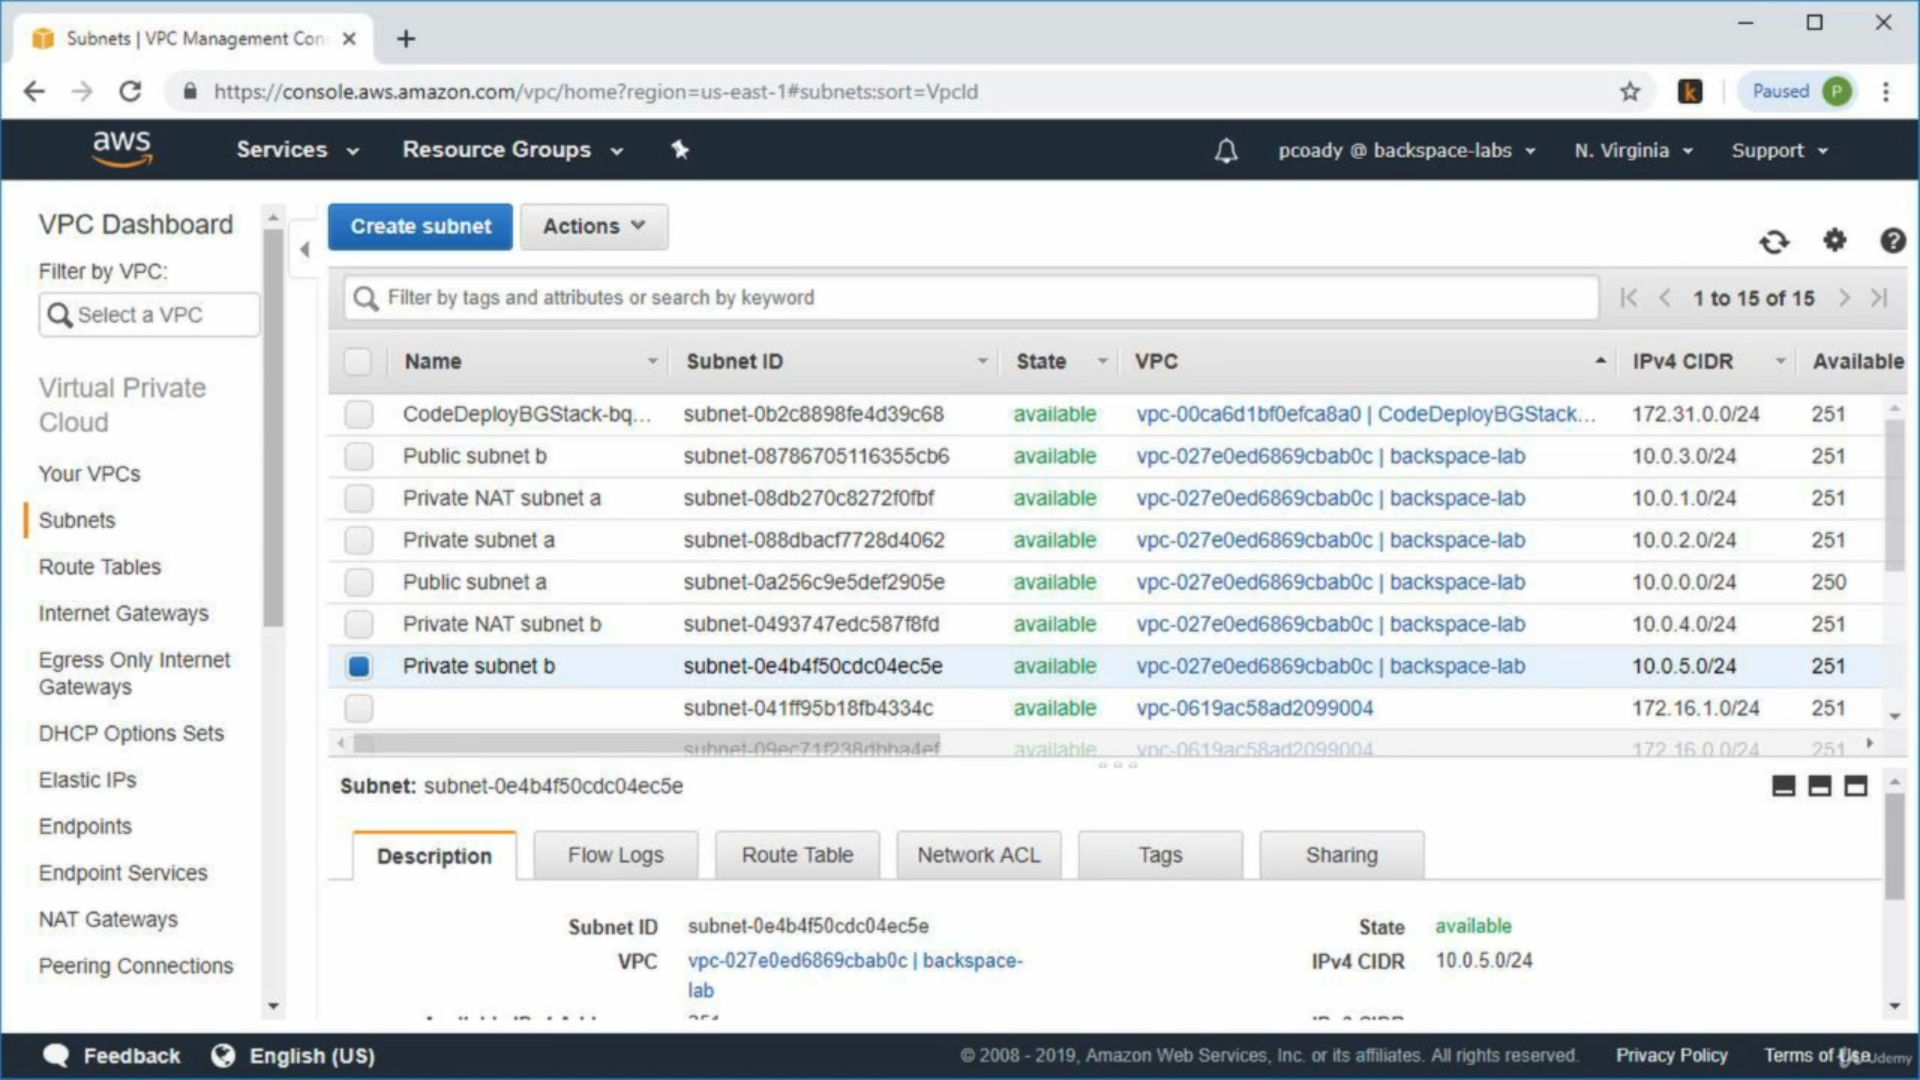 Subnets | VPC Management Con
https://console.aws.amazon.com/vpc/home?region=us-east-1#subnets:sort=VpcId
k
Paused
P
aws
Services
Resource Groups
pcoady @ backspace-labs
N. Virginia
Support
VPC Dashboard
Filter by VPC:
Select a VPC
Virtual Private
Cloud
Your VPCs
Subnets
Route Tables
Internet Gateways
Egress Only Internet
Gateways
DHCP Options Sets
Elastic IPs
Endpoints
Endpoint Services
NAT Gateways
Peering Connections
Create subnet
Actions
Filter by tags and attributes or search by keyword
1 to 15 of 15
Name Subnet ID State VPC IPv4 CIDR Available
CodeDeployBGStack-bq... subnet-0b2c8898fe4d39c68 available vpc-00ca6d1bf0efca8a0 | CodeDeployBGStack... 172.31.0.0/24 251
Public subnet b subnet-08786705116355cb6 available vpc-027e0ed6869cbab0c | backspace-lab 10.0.3.0/24 251
Private NAT subnet a subnet-08db270c8272f0fbf available vpc-027e0ed6869cbab0c | backspace-lab 10.0.1.0/24 251
Private subnet a subnet-088dbacf7728d4062 available vpc-027e0ed6869cbab0c | backspace-lab 10.0.2.0/24 251
Public subnet a subnet-0a256c9e5def2905e available vpc-027e0ed6869cbab0c | backspace-lab 10.0.0.0/24 250
Private NAT subnet b subnet-0493747edc587f8fd available vpc-027e0ed6869cbab0c | backspace-lab 10.0.4.0/24 251
Private subnet b subnet-0e4b4f50cdc04ec5e available vpc-027e0ed6869cbab0c | backspace-lab 10.0.5.0/24 251
subnet-041ff95b18fb4334c available vpc-0619ac58ad2099004 172.16.1.0/24 251
subnet-09ec71f238dbba4ef available vpc-0619ac58ad2099004 172.16.0.0/24 251
Subnet: subnet-0e4b4f50cdc04ec5e
Description
Flow Logs
Route Table
Network ACL
Tags
Sharing
Subnet ID subnet-0e4b4f50cdc04ec5e
State available
VPC vpc-027e0ed6869cbab0c | backspace-
lab
IPv4 CIDR 10.0.5.0/24
Feedback
English (US)
© 2008 - 2019, Amazon Web Services, Inc. or its affiliates. All rights reserved.
Privacy Policy
Terms of Use
Udemy